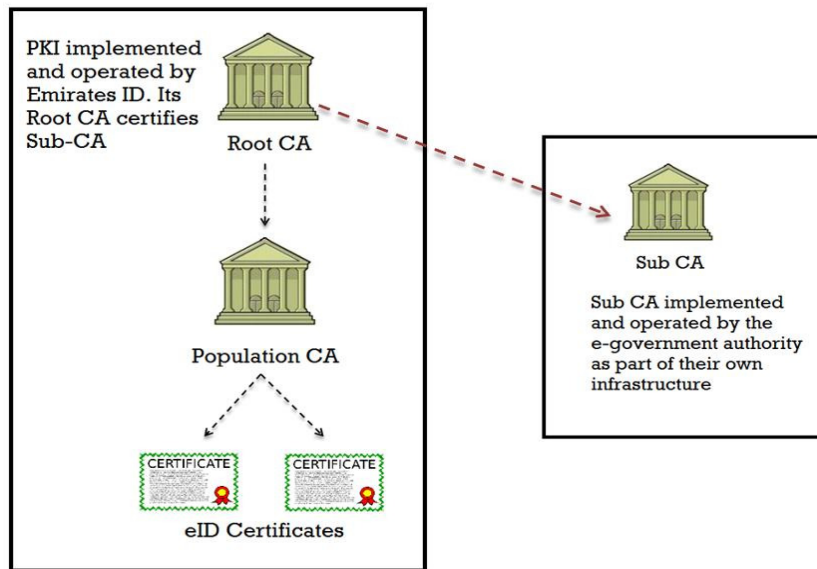 PKI implemented
and operated by
Emirates ID. Its
Root CA certifies
Sub-CA
Root CA
Population CA
CERTIFICATE
CERTIFICATE
eID Certificates
Sub CA
Sub CA implemented
and operated by the
e-government authority
as part of their own
infrastructure